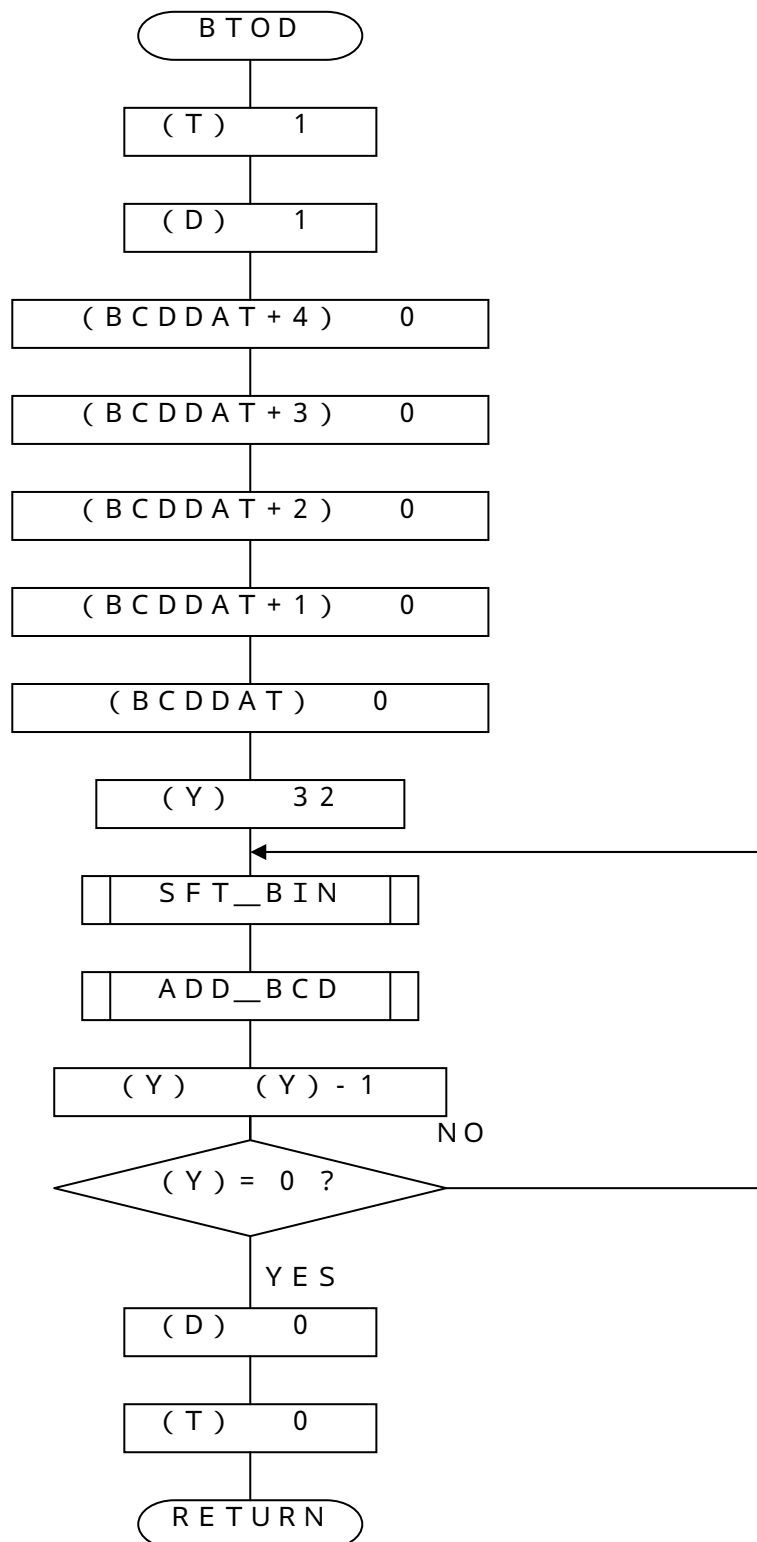 BTOD
(T) 1
(D) 1
(BCDDAT+4) 0
(BCDDAT+3) 0
(BCDDAT+2) 0
(BCDDAT+1) 0
(BCDDAT) 0
(Y) 32
SFT_BIN
ADD_BCD
(Y) (Y)-1
NO
(Y)= 0 ?
YES
(D) 0
(T) 0
RETURN